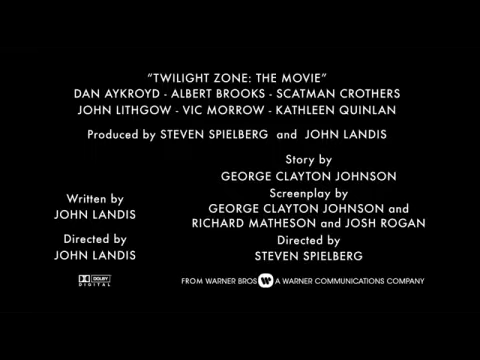 “TWILIGHT ZONE: THE MOVIE”
DAN AYKROYD - ALBERT BROOKS - SCATMAN CROTHERS
JOHN LITHGOW - VIC MORROW - KATHLEEN QUINLAN
Produced by STEVEN SPIELBERG and JOHN LANDIS
Written by
JOHN LANDIS
Directed by
JOHN LANDIS
Story by
GEORGE CLAYTON JOHNSON
Screenplay by
GEORGE CLAYTON JOHNSON and
RICHARD MATHESON and JOSH ROGAN
Directed by
STEVEN SPIELBERG
DOLBY
DIGITAL
FROM WARNER BROS W A WARNER COMMUNICATIONS COMPANY